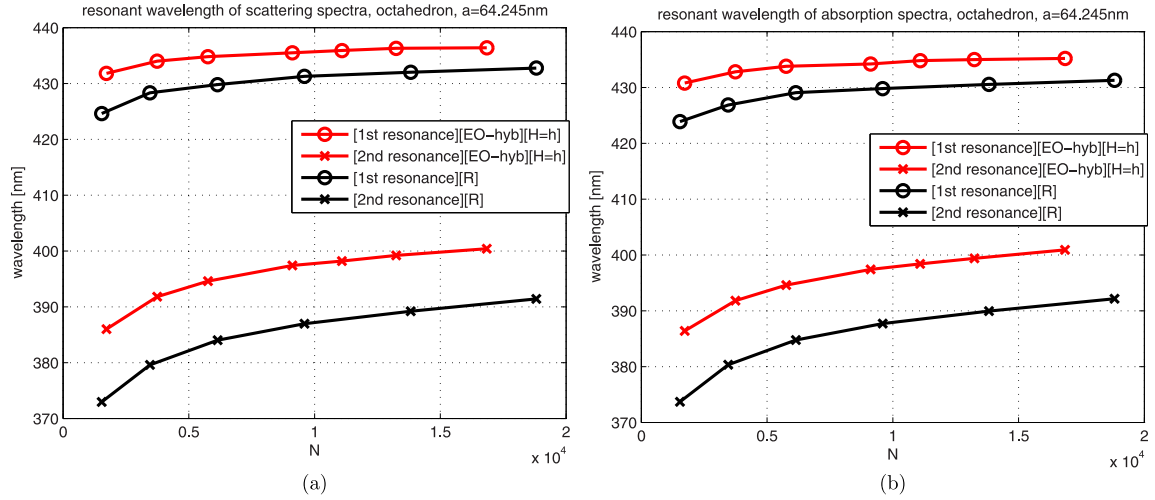 resonant wavelength of scattering spectra, octahedron, a=64.245nm
440
430
420
410
400
390
380
370
wavelength [nm]
0
0.5
1
1.5
2
N
x 10^4
[1st resonance][EO−hyb][H=h]
[2nd resonance][EO−hyb][H=h]
[1st resonance][R]
[2nd resonance][R]
(a)
resonant wavelength of absorption spectra, octahedron, a=64.245nm
440
430
420
410
400
390
380
370
wavelength [nm]
0
0.5
1
1.5
2
N
x 10^4
[1st resonance][EO−hyb][H=h]
[2nd resonance][EO−hyb][H=h]
[1st resonance][R]
[2nd resonance][R]
(b)